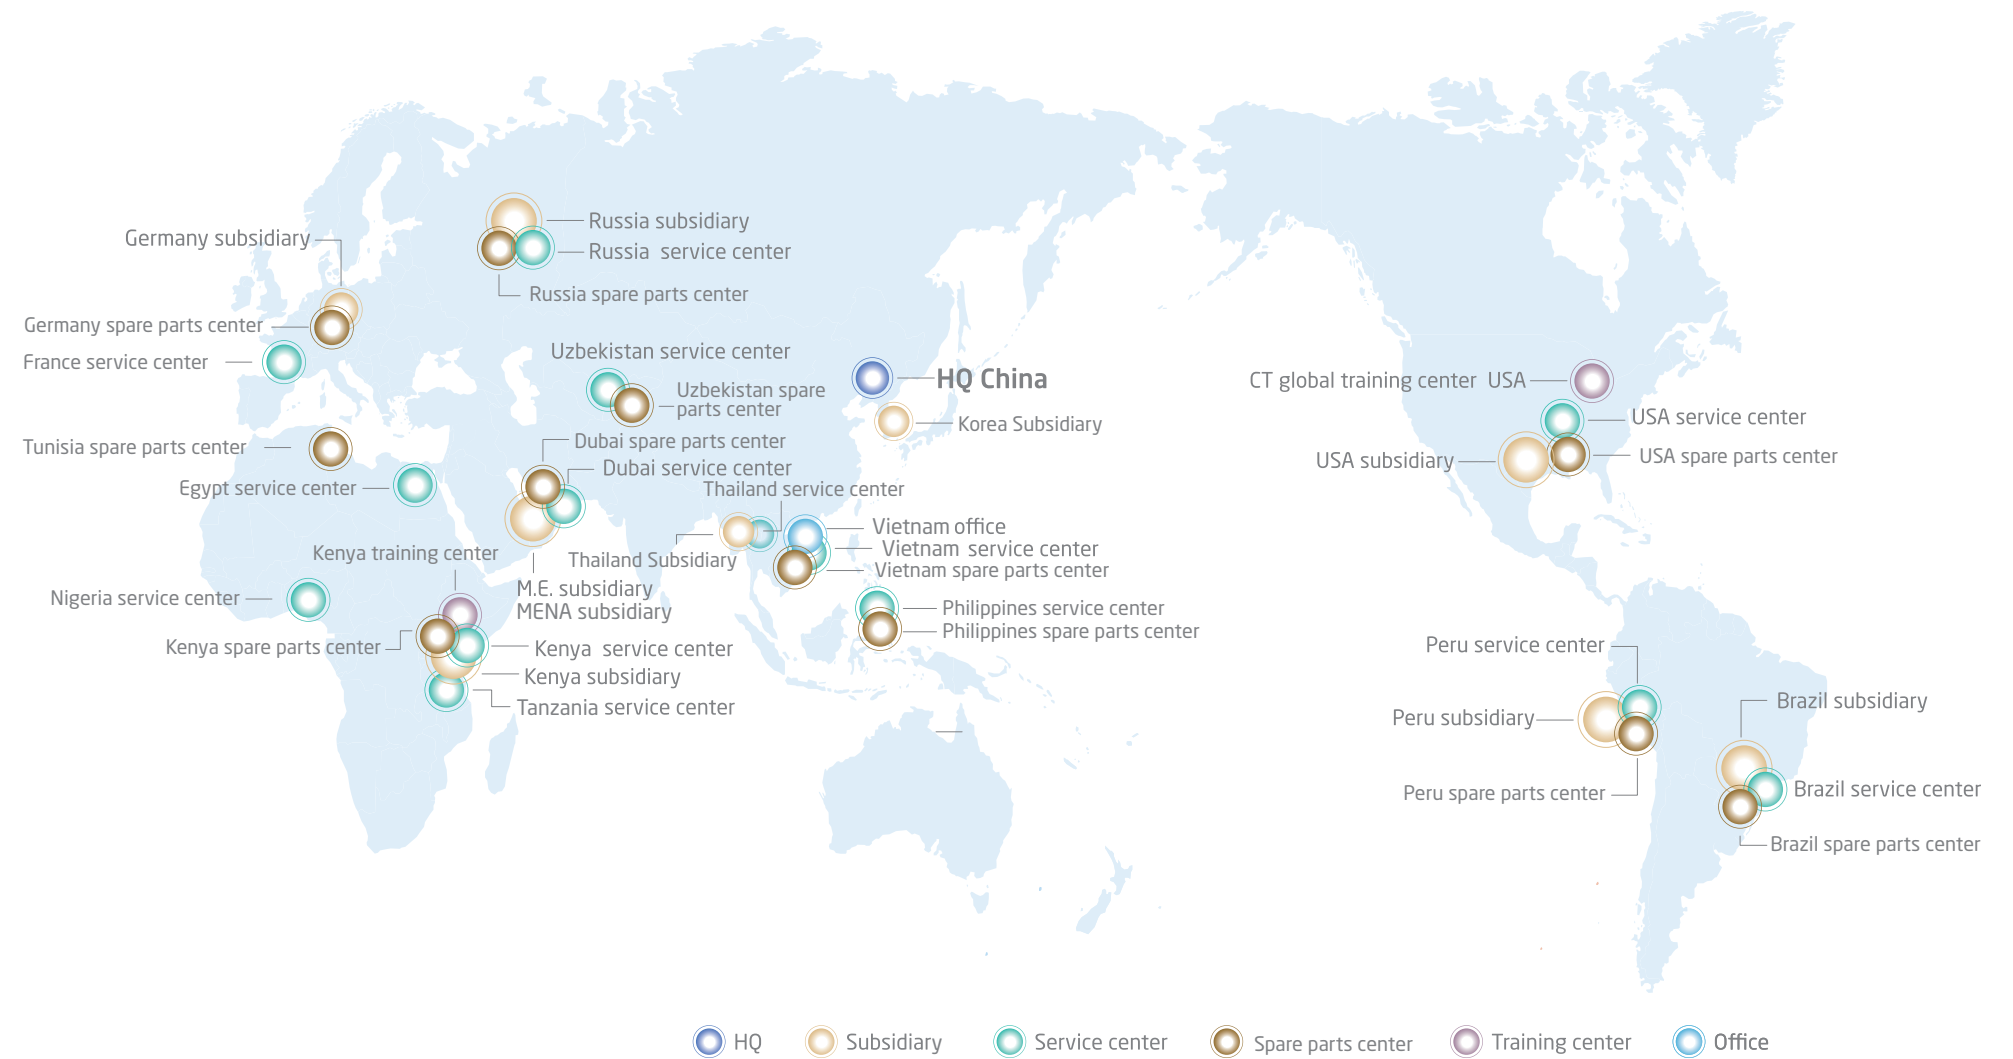 Russia subsidiary
Germany subsidiary
Russia service center
Russia spare parts center
Germany spare parts center
France service center
Uzbekistan service center
HQ China
CT global training center USA
Uzbekistan spare
parts center
USA service center
Korea Subsidiary
Dubai spare parts center
Tunisia spare parts center
USA spare parts center
USA subsidiary
Dubai service center
Egypt service center
Thailand service center
Vietnam office
Vietnam service center
Kenya training center
Thailand Subsidiary
Vietnam spare parts center
M.E. subsidiary
MENA subsidiary
Nigeria service center
Philippines service center
Philippines spare parts center
Peru service center
Kenya spare parts center
Kenya service center
Kenya subsidiary
Brazil subsidiary
Tanzania service center
Peru subsidiary
Brazil service center
Peru spare parts center
Brazil spare parts center
HQ
Subsidiary
Service center
Spare parts center
Training center
Office